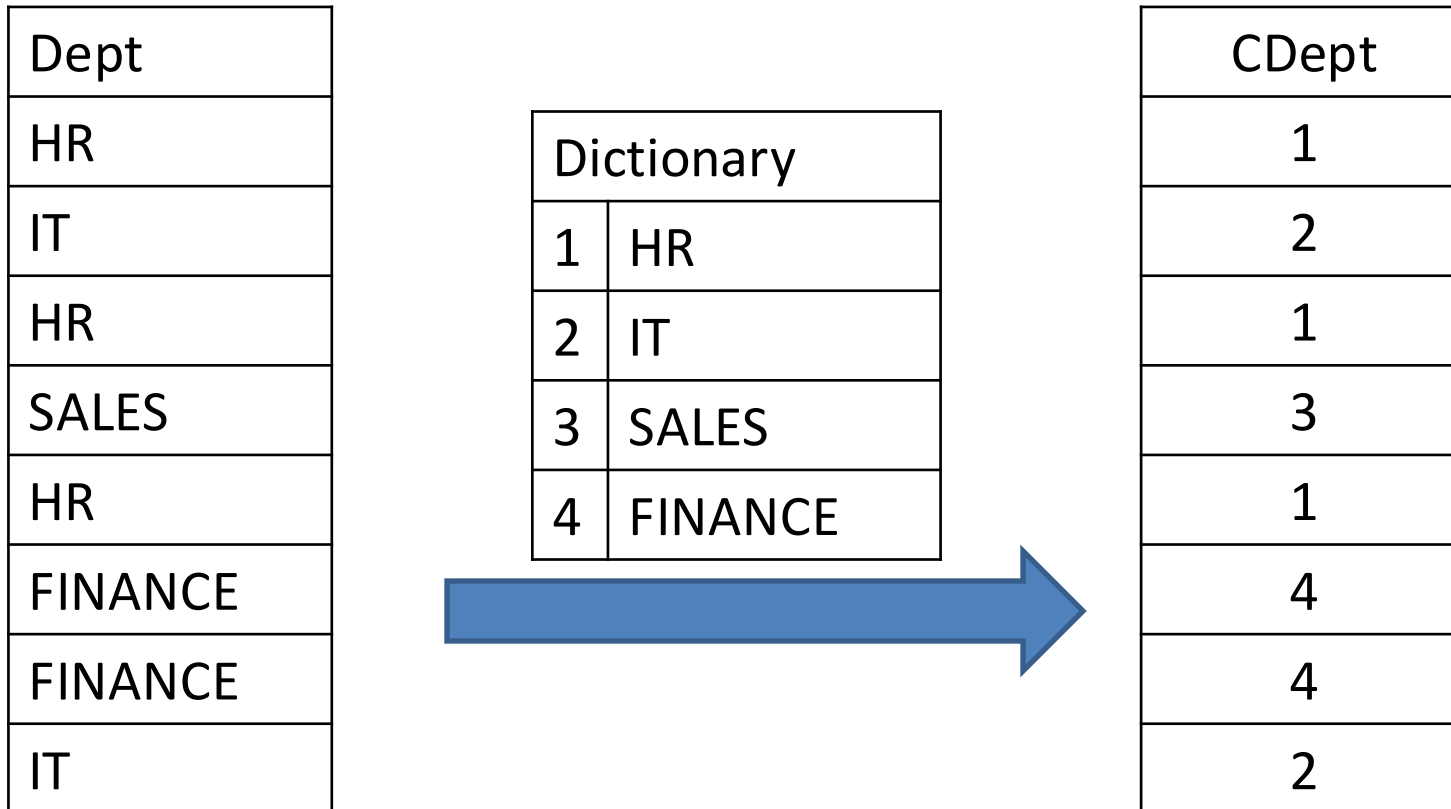 Dept
HR
IT
HR
SALES
HR
FINANCE
FINANCE
IT
Dictionary
1 HR
2 IT
3 SALES
4 FINANCE
CDept
1
2
1
3
1
4
4
2